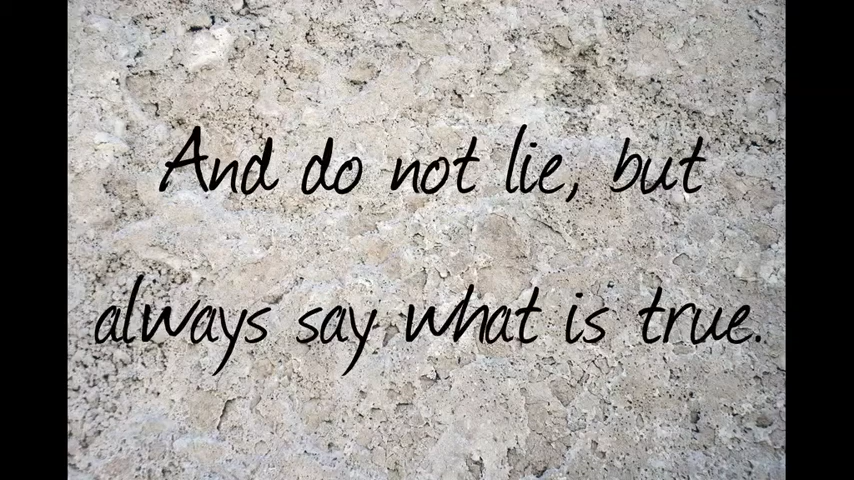 And do not lie, but
always say what is true.